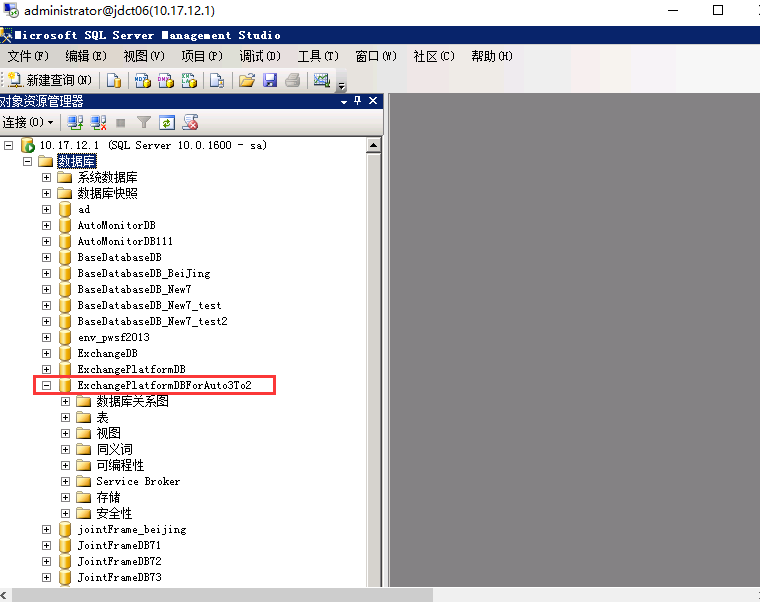 administrator@jdct06(10.17.12.1)
Microsoft SQL Server Management Studio
文件(F) 编辑(E) 视图(V) 项目(P) 调试(D) 工具(T) 窗口(W) 社区(C) 帮助(H)
新建查询(N)
对象资源管理器
连接(O)
10.17.12.1 (SQL Server 10.0.1600 - sa)
数据库
系统数据库
数据库快照
ad
AutoMonitorDB
AutoMonitorDB111
BaseDatabaseDB
BaseDatabaseDB_BeiJing
BaseDatabaseDB_New7
BaseDatabaseDB_New7_test
BaseDatabaseDB_New7_test2
env_pwsf2013
ExchangeDB
ExchangePlatformDB
ExchangePlatformDBForAuto3To2
数据库关系图
表
视图
同义词
可编程性
Service Broker
存储
安全性
jointFrame_beijing
JointFrameDB71
JointFrameDB72
JointFrameDB73